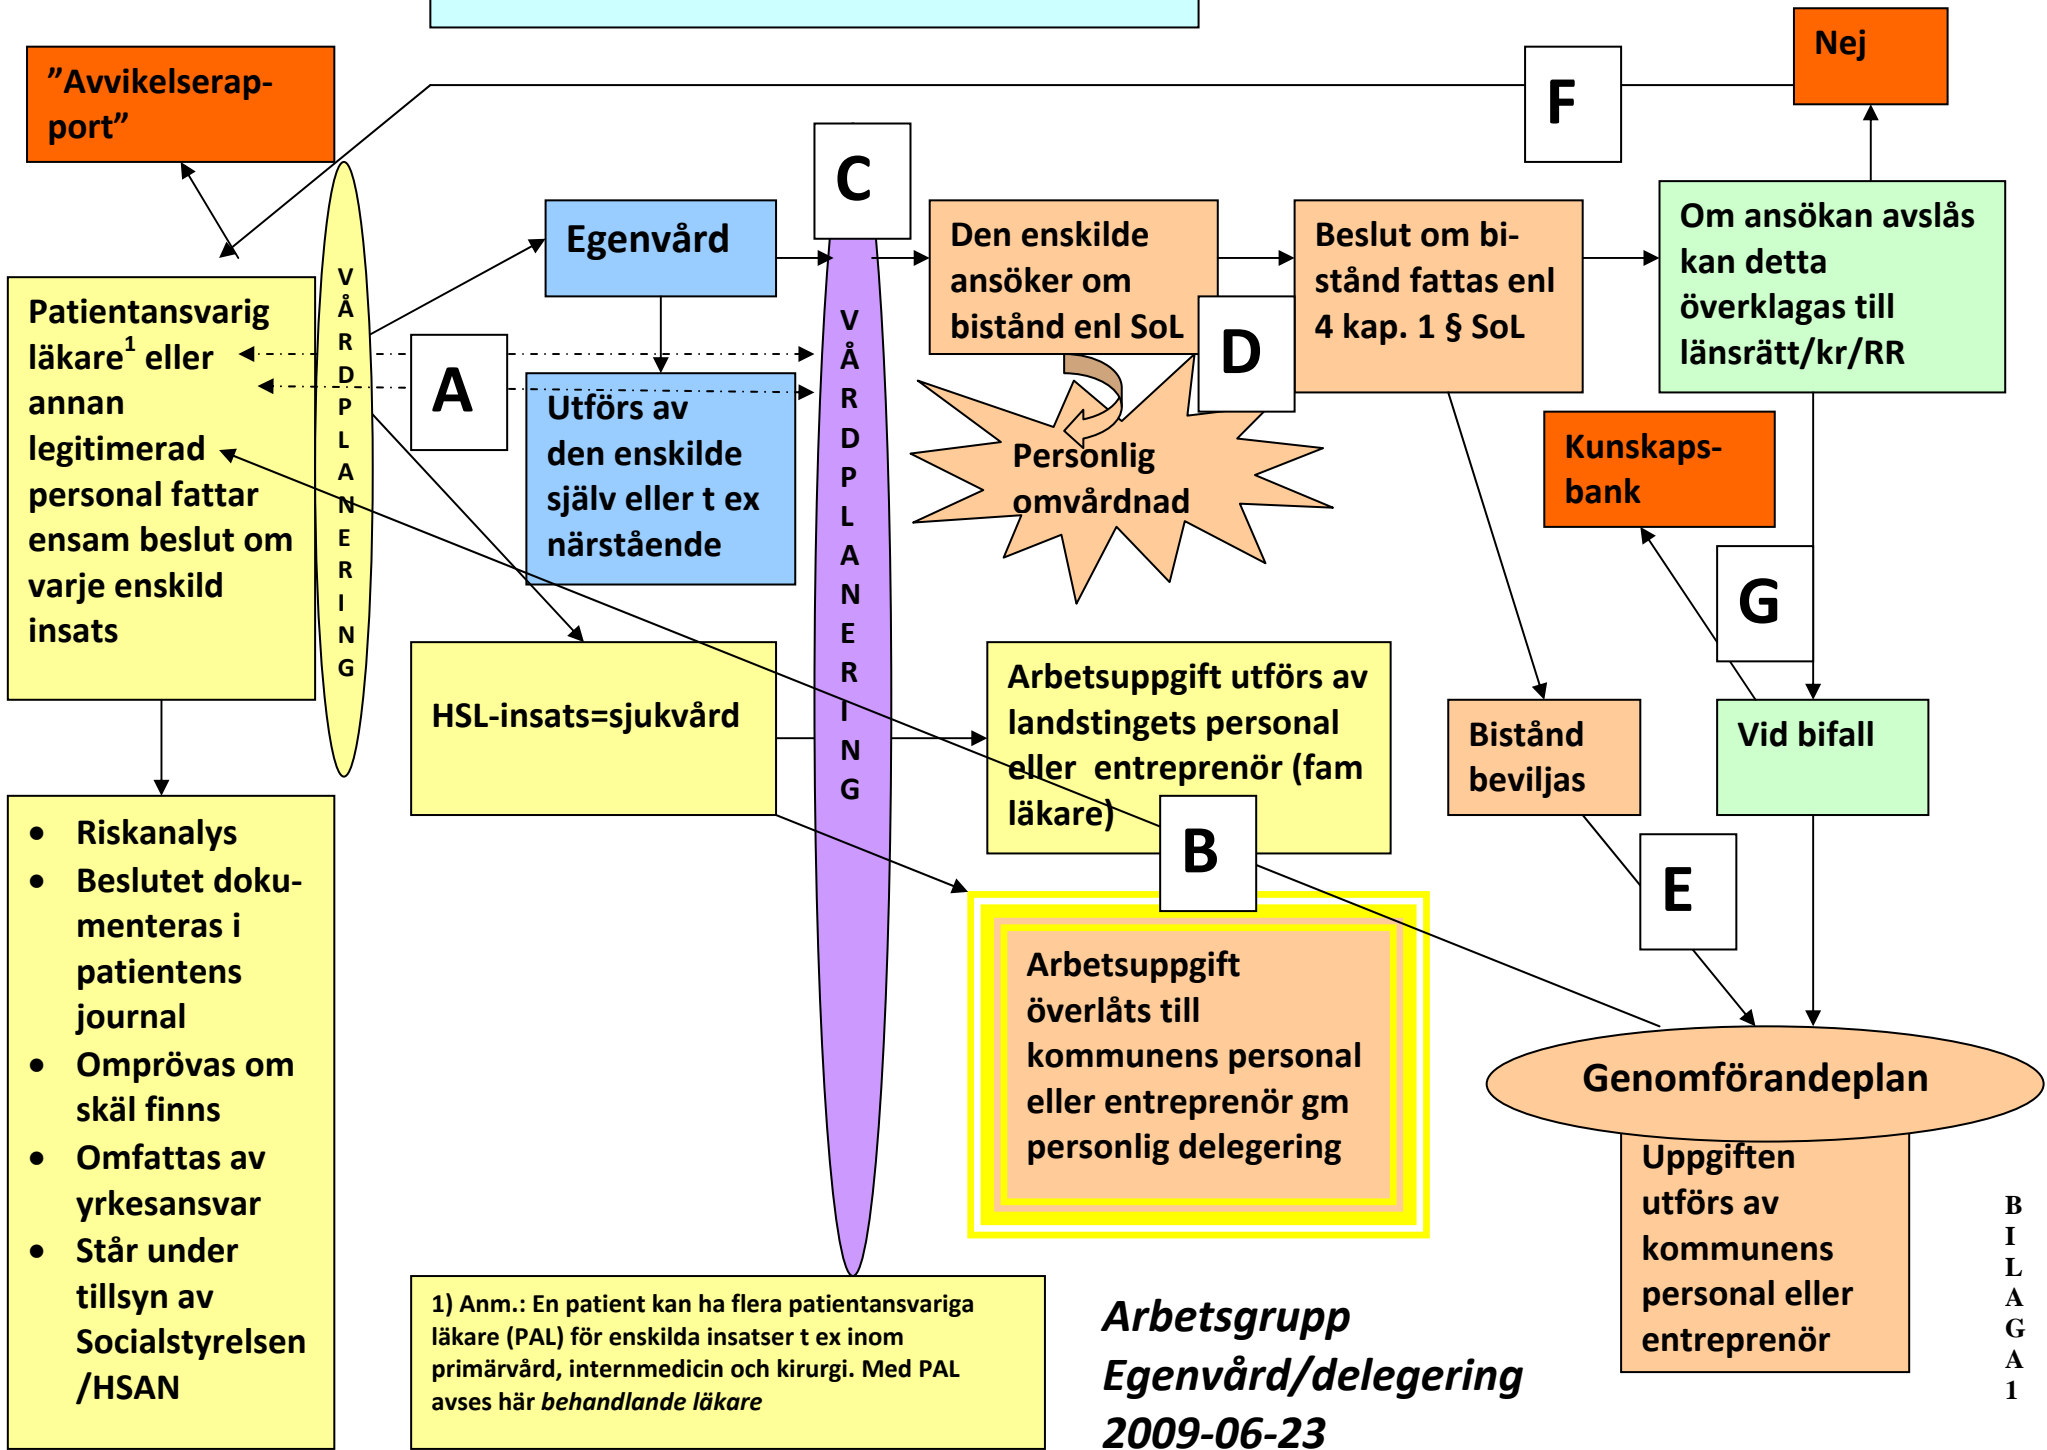 ”Avvikelserap-
port”
Nej
F
C
VÅRDPLANERING
Patientansvarig
läkare1 eller
annan
legitimerad
personal fattar
ensam beslut om
varje enskild
insats
Egenvård
A
Utförs av
den enskilde
själv eller t ex
närstående
VÅRDPLANERING
Den enskilde
ansöker om
bistånd enl SoL
D
Personlig
omvårdnad
Beslut om bi-
stånd fattas enl
4 kap. 1 § SoL
Om ansökan avslås
kan detta
överklagas till
länsrätt/kr/RR
Kunskaps-
bank
G
HSL-insats=sjukvård
Arbetsuppgift utförs av
landstingets personal
eller entreprenör (fam
läkare)
B
Bistånd
beviljas
Vid bifall
E
• Riskanalys
• Beslutet doku-
menteras i
patientens
journal
• Omprövas om
skäl finns
• Omfattas av
yrkesansvar
• Står under
tillsyn av
Socialstyrelsen
/HSAN
Arbetsuppgift
överlåts till
kommunens personal
eller entreprenör gm
personlig delegering
Genomförandeplan
Uppgiften
utförs av
kommunens
personal eller
entreprenör
1) Anm.: En patient kan ha flera patientansvariga
läkare (PAL) för enskilda insatser t ex inom
primärvård, internmedicin och kirurgi. Med PAL
avses här behandlande läkare
Arbetsgrupp
Egenvård/delegering
2009-06-23
BILAGA1